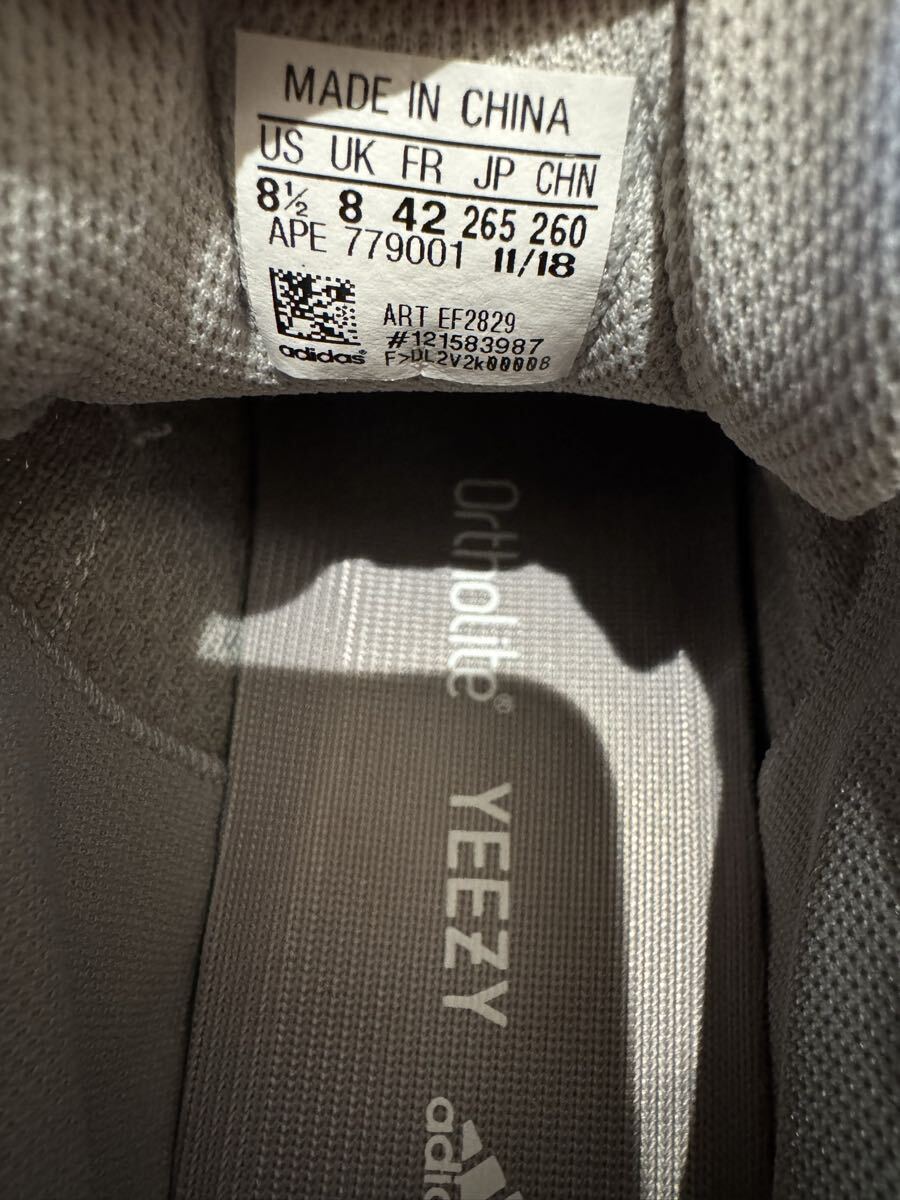 MADE IN CHINA
US UK FR JP CHN
8½ 8 42 265 260
APE 779001 11/18
ART EF2829
#121583987
F>DL2V2k00008
adidas
Ortholite®
YEEZY
adid